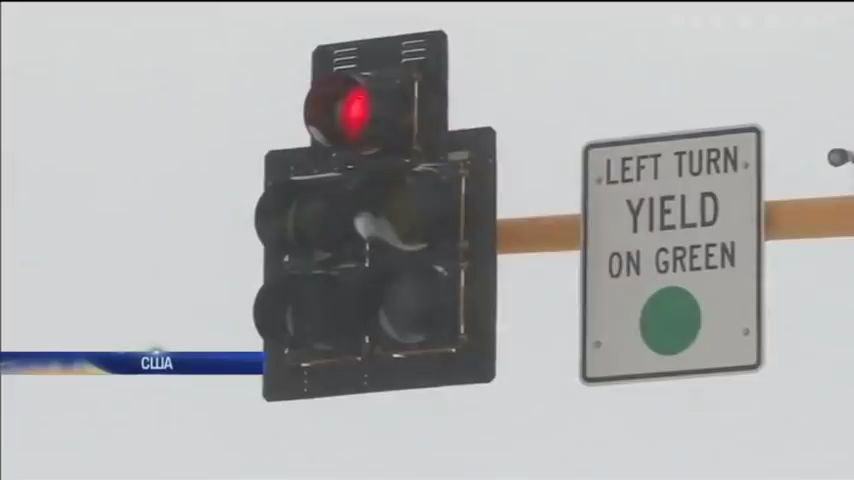 LEFT TURN
YIELD
ON GREEN
США